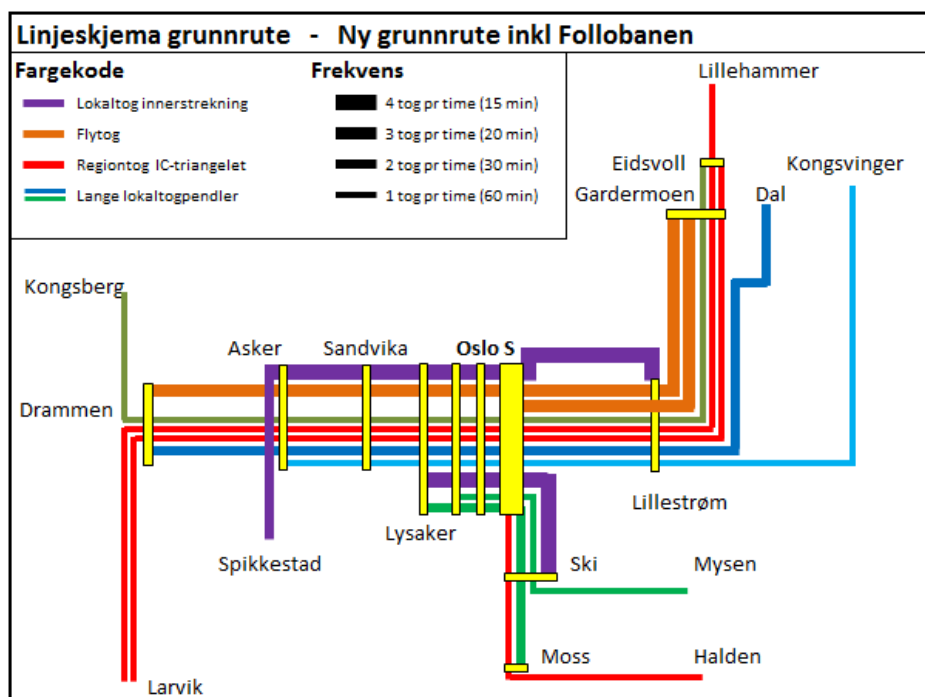 Linjeskjema grunnrute - Ny grunnrute inkl Follobanen
Fargekode
Lokaltog innerstrekning
Flytog
Regiontog IC-triangelet
Lange lokaltogpendler
Frekvens
4 tog pr time (15 min)
3 tog pr time (20 min)
2 tog pr time (30 min)
1 tog pr time (60 min)
Lillehammer
Eidsvoll
Kongsvinger
Gardermoen
Dal
Kongsberg
Asker
Sandvika
Oslo S
Drammen
Lillestrøm
Lysaker
Spikkestad
Ski
Mysen
Moss
Halden
Larvik